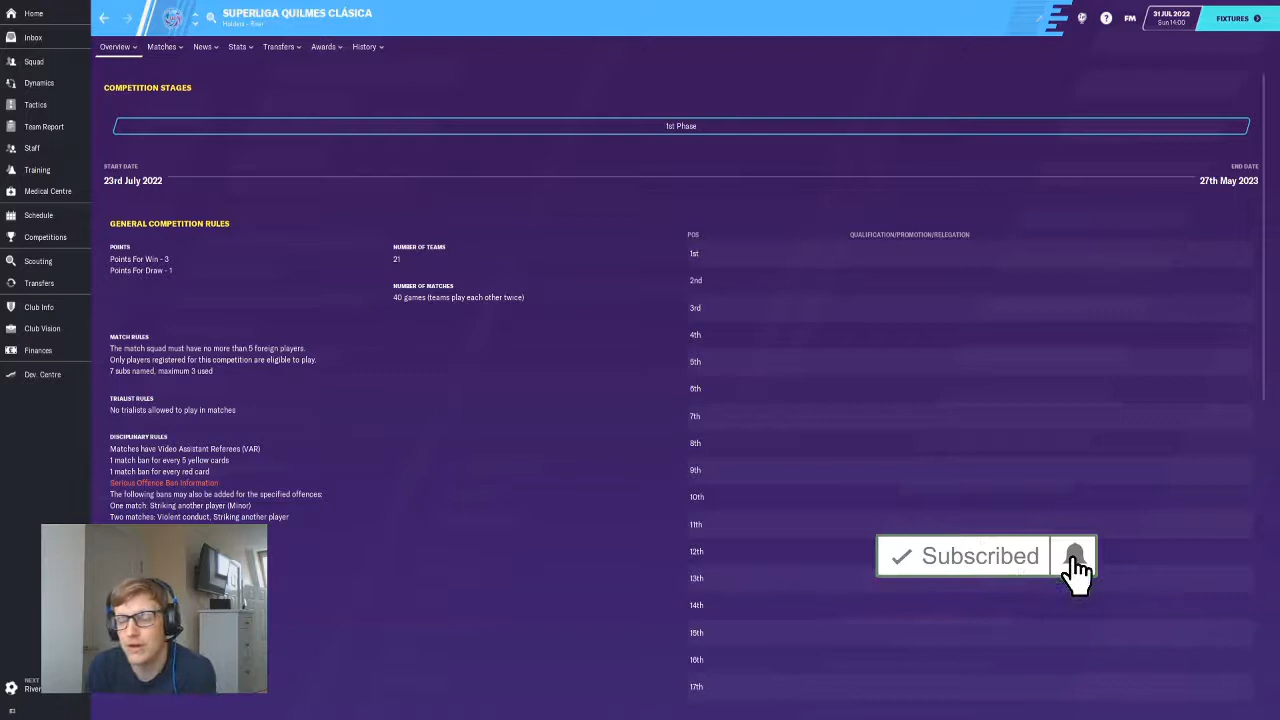 Home
Inbox
Squad
Dynamics
Tactics
Team Report
Staff
Training
Medical Centre
Schedule
Competitions
Scouting
Transfers
Club Info
Club Vision
Finances
Dev. Centre
NEXT
River
SUPERLIGA QUILMES CLÁSICA
Holders - River
?
FM
31 JUL 2022
Sun 14:00
FIXTURES
Overview
Matches
News
Stats
Transfers
Awards
History
COMPETITION STAGES
1st Phase
START DATE
23rd July 2022
END DATE
27th May 2023
GENERAL COMPETITION RULES
POINTS
Points For Win - 3
Points For Draw - 1
NUMBER OF TEAMS
21
NUMBER OF MATCHES
40 games (teams play each other twice)
MATCH RULES
The match squad must have no more than 5 foreign players.
Only players registered for this competition are eligible to play.
7 subs named, maximum 3 used
TRIALIST RULES
No trialists allowed to play in matches
DISCIPLINARY RULES
Matches have Video Assistant Referees (VAR)
1 match ban for every 5 yellow cards
1 match ban for every red card
Serious Offence Ban Information
The following bans may also be added for the specified offences:
One match: Striking another player (Minor)
Two matches: Violent conduct, Striking another player
POS QUALIFICATION/PROMOTION/RELEGATION
1st
2nd
3rd
4th
5th
6th
7th
8th
9th
10th
11th
12th
13th
14th
15th
16th
17th
Subscribed